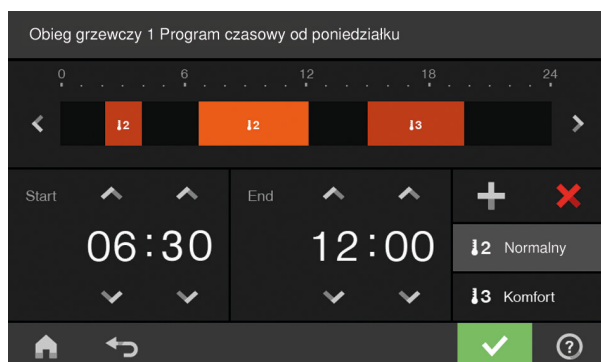 Obieg grzewczy 1 Program czasowy od poniedziałku
0 6 12 18 24
2 2 3
Start 06:30 End 12:00
2 Normalny
3 Komfort
?